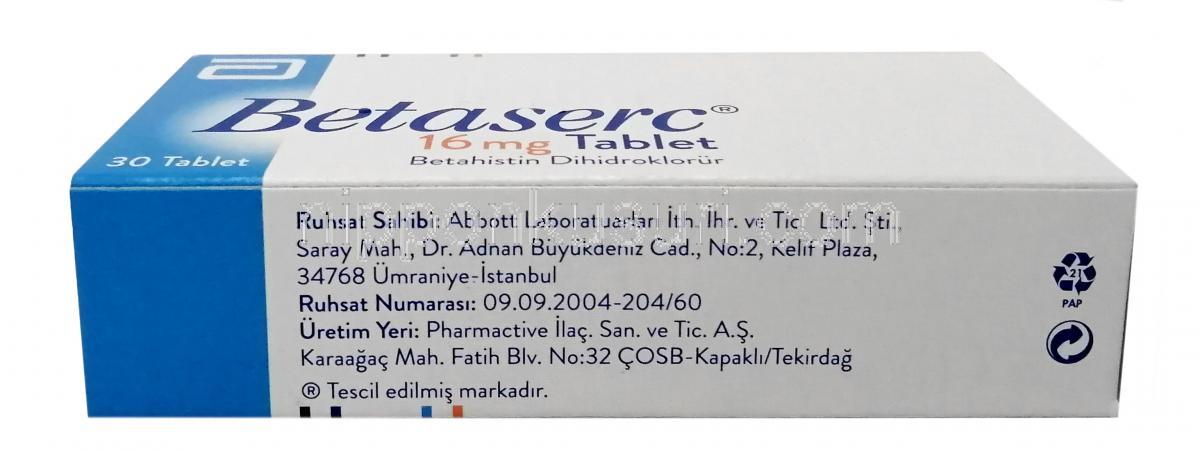 Betaserc®
16 mg Tablet
30 Tablet
Betahistin Dihidroklorür
Ruhsat Sahibi: Abbott Laboratuarları İth. İhr. ve Tic. Ltd. Şti.,
Saray Mah., Dr. Adnan Büyükdeniz Cad., No:2, Kelif Plaza,
34768 Ümraniye-İstanbul
Ruhsat Numarası: 09.09.2004-204/60
Üretim Yeri: Pharmactive İlaç. San. ve Tic. A.Ş.
Karaağaç Mah. Fatih Blv. No:32 ÇOSB-Kapaklı/Tekirdağ
® Tescil edilmiş markadır.
21
PAP
nipponkusuri.com